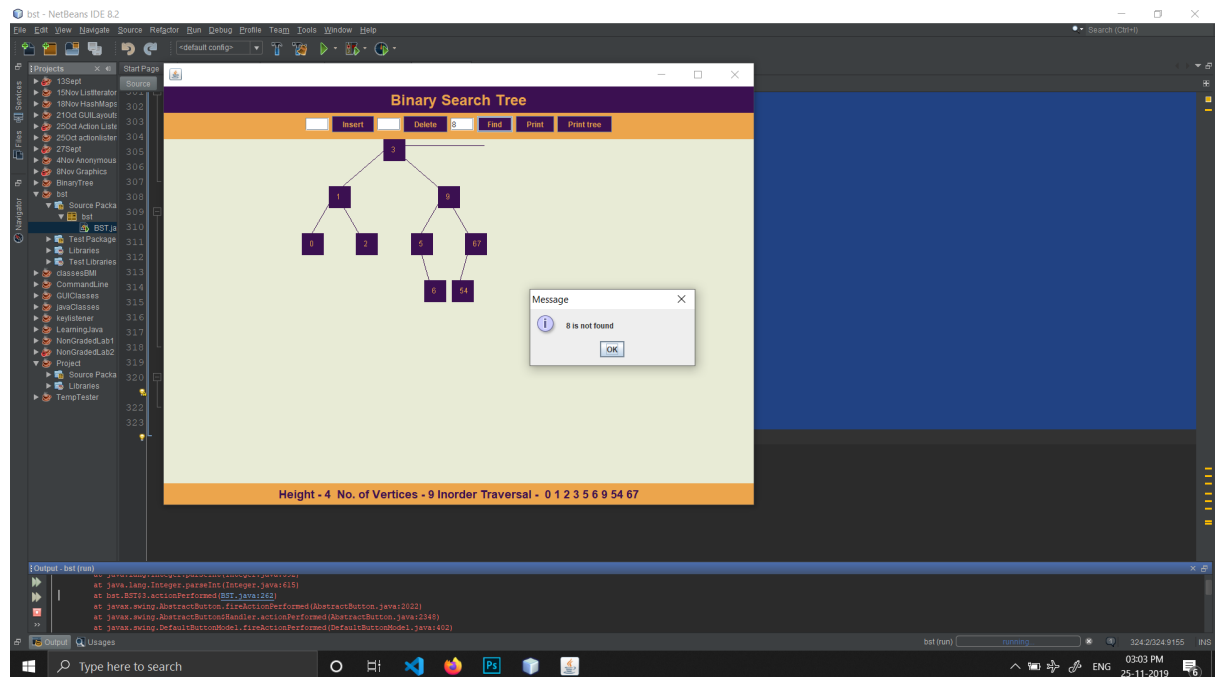 bst - NetBeans IDE 8.2
File Edit View Navigate Source Refactor Run Debug Profile Team Tools Window Help
Search (Ctrl+I)
<default config>
Projects
Start Page
Source
Services
Files
Navigator
13Sept
15Nov ListIterator
18Nov HashMaps
21Oct GUILayouts
25Oct Action Liste
25Oct actionlister
27Sept
4Nov Anonymous
8Nov Graphics
BinaryTree
bst
Source Packa
bst
BST.ja
Test Package
Libraries
Test Libraries
classesBMI
CommandLine
GUIClasses
javaClasses
keylistener
LearningJava
NonGradedLab1
NonGradedLab2
Project
Source Packa
Libraries
TempTester
302
303
304
305
306
307
308
309
310
311
312
313
314
315
316
317
318
319
320
322
323
Binary Search Tree
Insert Delete 8 Find Print Print tree
3
1 9
0 2 5 67
6 54
Message
8 is not found
OK
Height - 4 No. of Vertices - 9 Inorder Traversal - 0 1 2 3 5 6 9 54 67
Output - bst (run)
at java.lang.Integer.parseInt(Integer.java:615)
at bst.BST$3.actionPerformed(BST.java:262)
at javax.swing.AbstractButton.fireActionPerformed(AbstractButton.java:2022)
at javax.swing.AbstractButton$Handler.actionPerformed(AbstractButton.java:2348)
at javax.swing.DefaultButtonModel.fireActionPerformed(DefaultButtonModel.java:402)
Output Usages
bst (run) running... 324:2/324:9155 INS
Type here to search
Ps
ENG
03:03 PM
25-11-2019
6